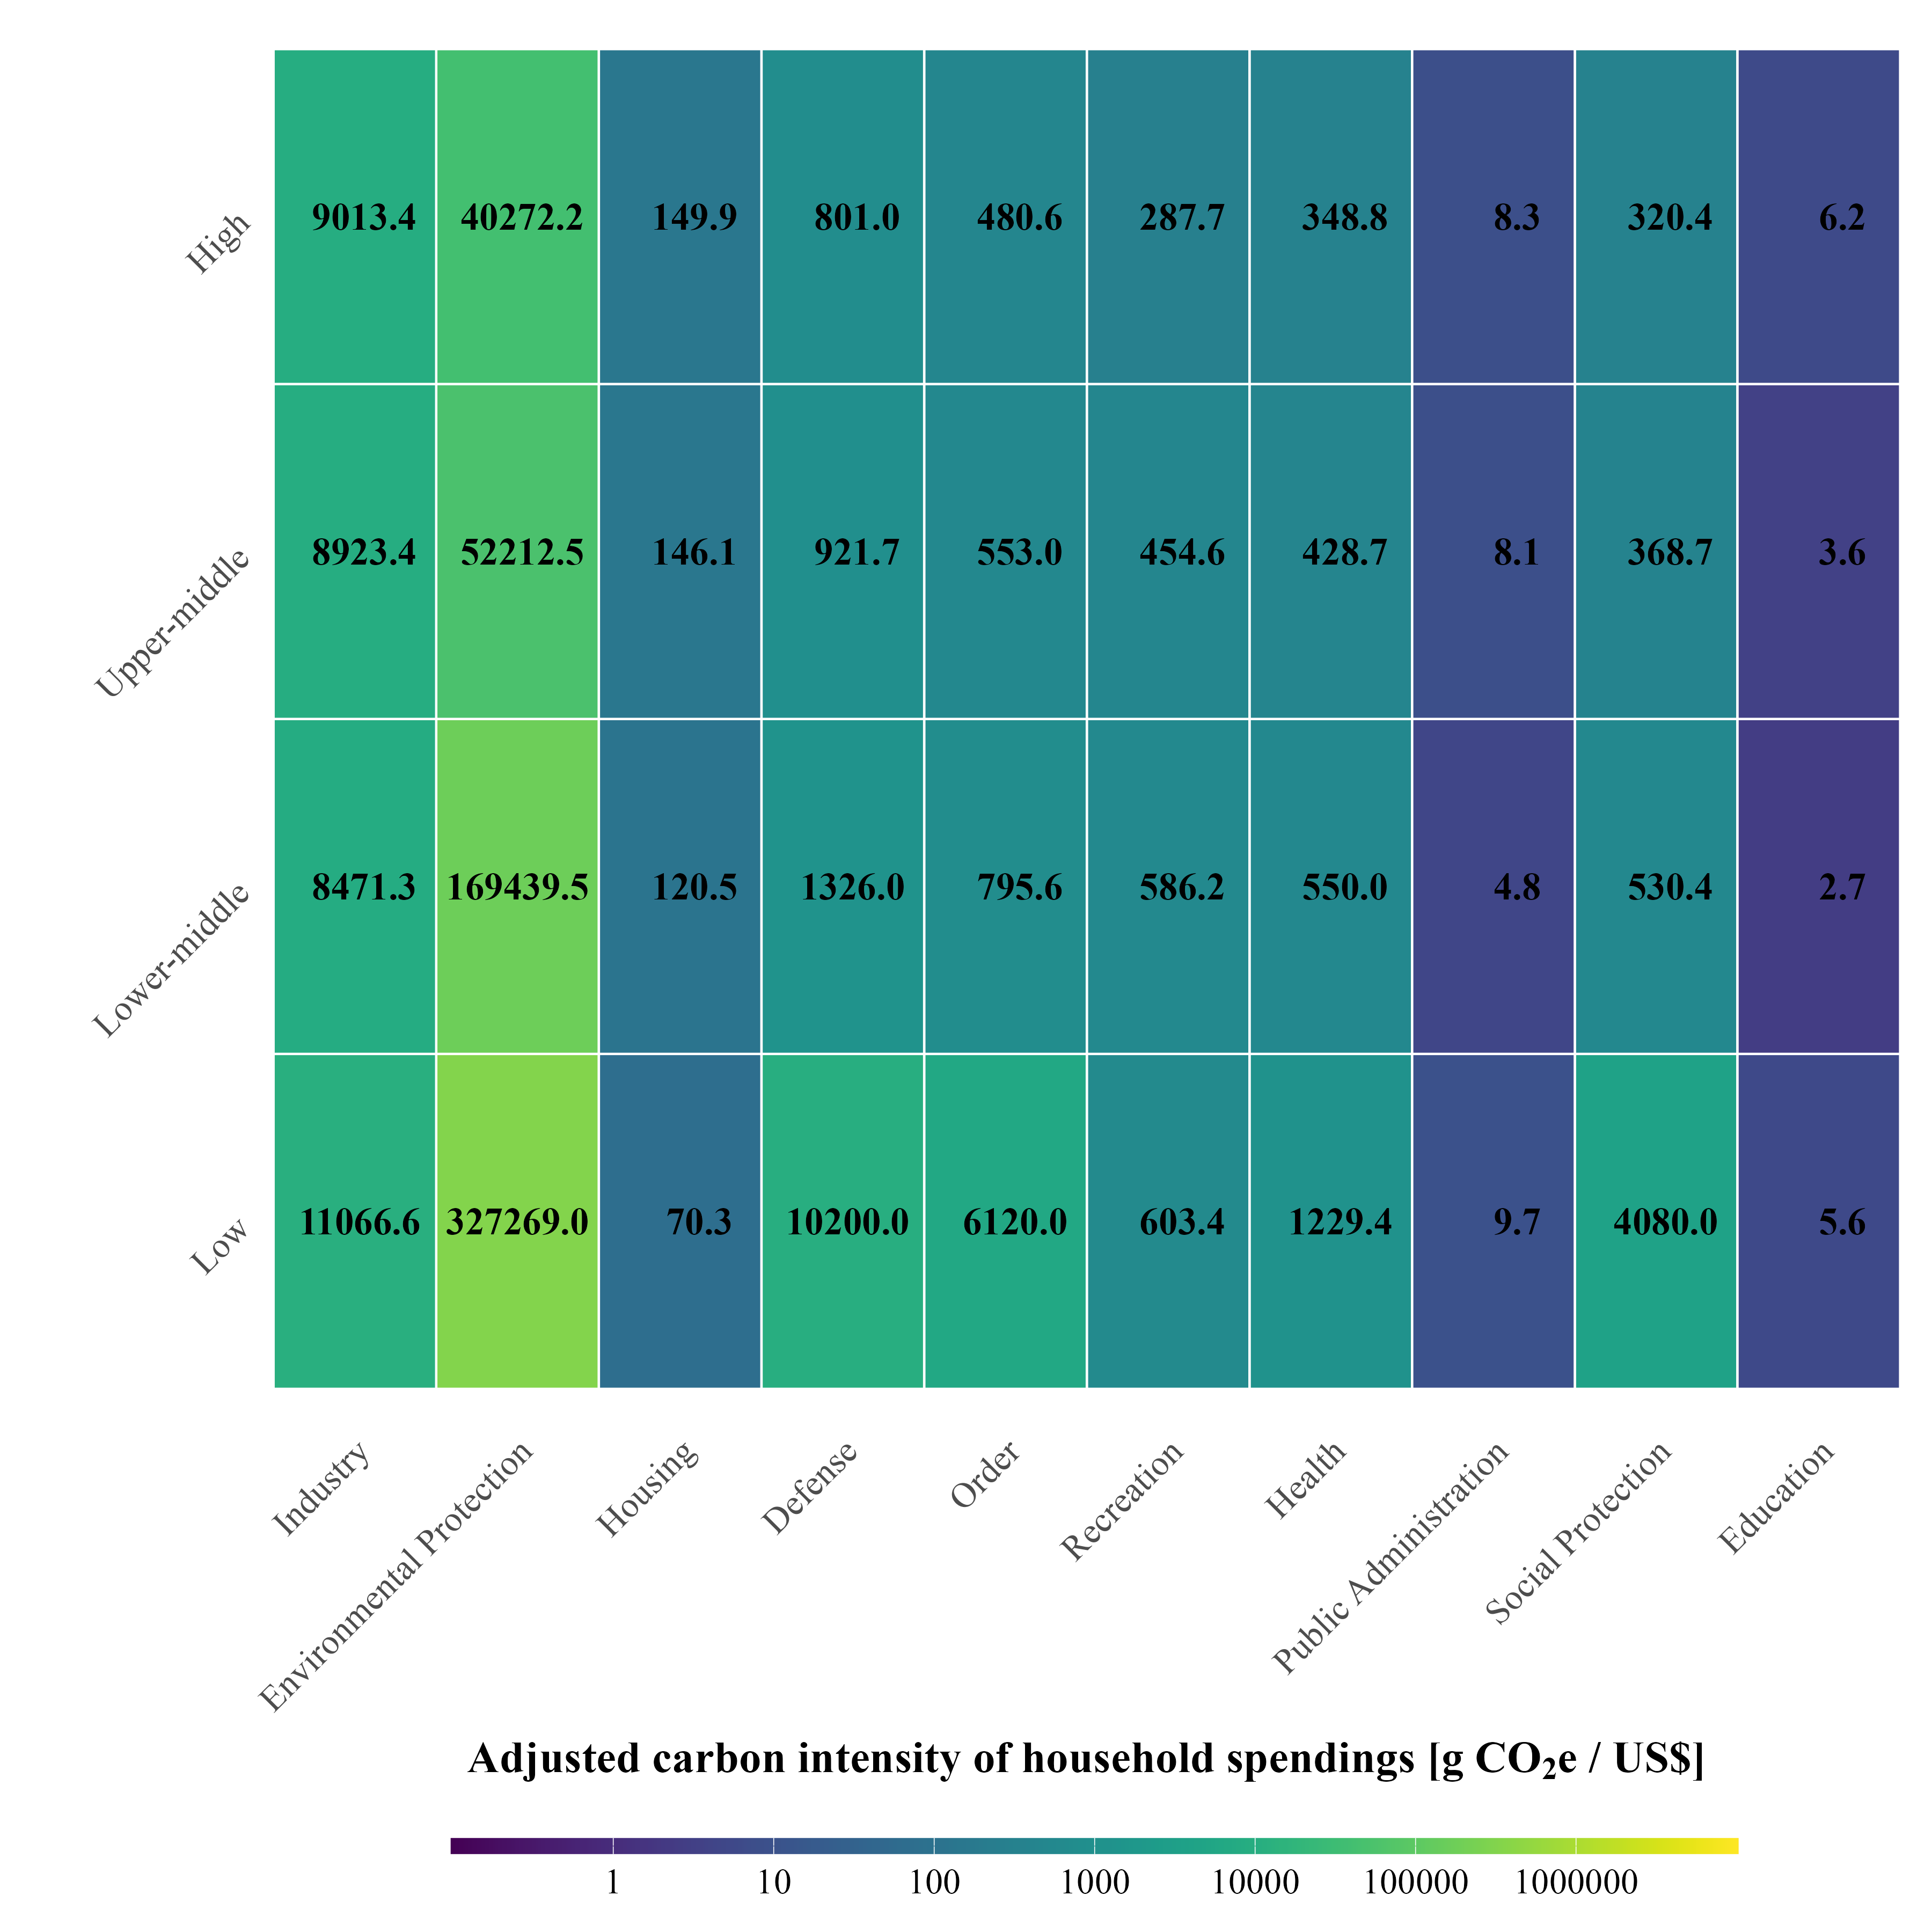 High 9013.4 40272.2 149.9 801.0 480.6 287.7 348.8 8.3 320.4 6.2
Upper-middle 8923.4 52212.5 146.1 921.7 553.0 454.6 428.7 8.1 368.7 3.6
Lower-middle 8471.3 169439.5 120.5 1326.0 795.6 586.2 550.0 4.8 530.4 2.7
Low 11066.6 327269.0 70.3 10200.0 6120.0 603.4 1229.4 9.7 4080.0 5.6
Industry
Environmental Protection
Housing
Defense
Order
Recreation
Health
Public Administration
Social Protection
Education
Adjusted carbon intensity of household spendings [g CO₂e / US$]
1 10 100 1000 10000 100000 1000000